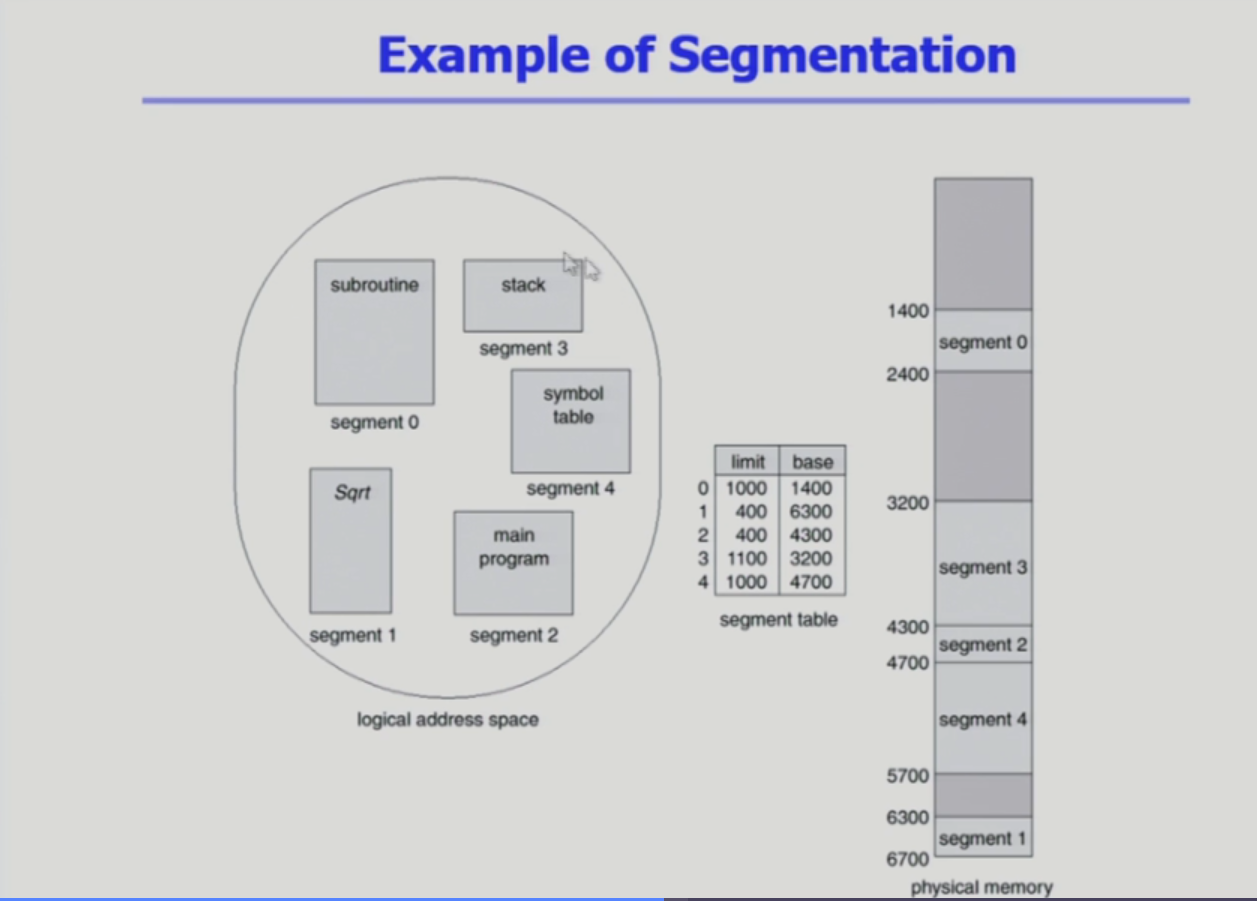 Example of Segmentation
subroutine
segment 0
stack
segment 3
symbol
table
segment 4
Sqrt
segment 1
main
program
segment 2
logical address space
limit base
0 1000 1400
1 400 6300
2 400 4300
3 1100 3200
4 1000 4700
segment table
1400
segment 0
2400
3200
segment 3
4300
segment 2
4700
segment 4
5700
6300
segment 1
6700
physical memory